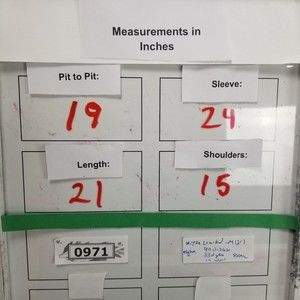 Measurements in
Inches
Pit to Pit:
Sleeve:
19
24
Length:
Shoulders:
21
15
0971